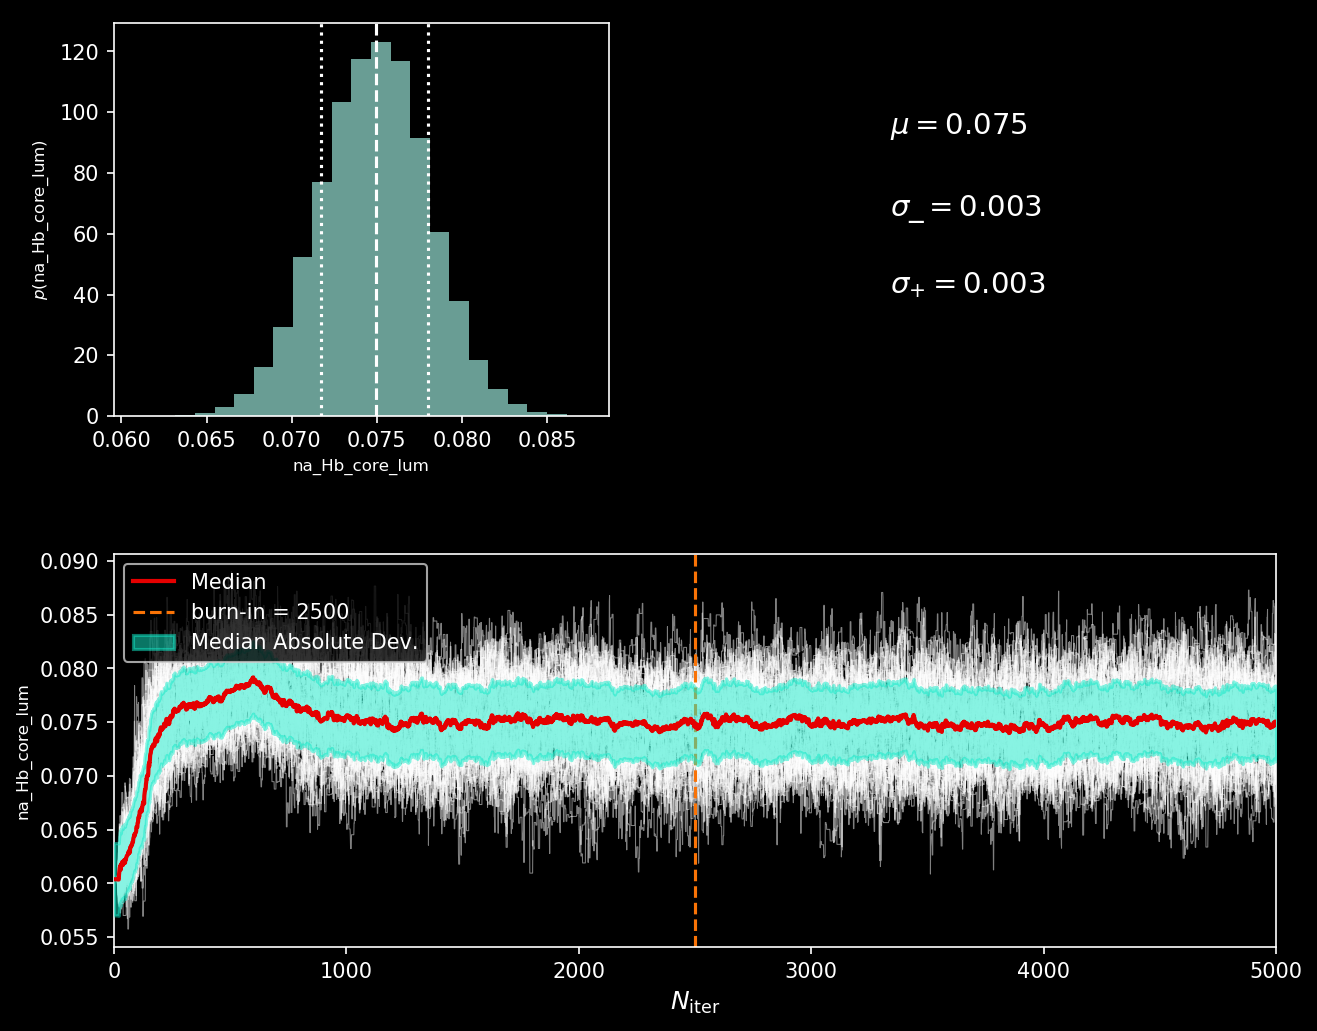 120
100
80
60
40
20
0
p(na_Hb_core_lum)
0.060 0.065 0.070 0.075 0.080 0.085
na_Hb_core_lum
μ = 0.075
σ_ = 0.003
σ+ = 0.003
0.090
0.085
0.080
0.075
0.070
0.065
0.060
0.055
na_Hb_core_lum
Median
burn-in = 2500
Median Absolute Dev.
0 1000 2000 3000 4000 5000
Niter